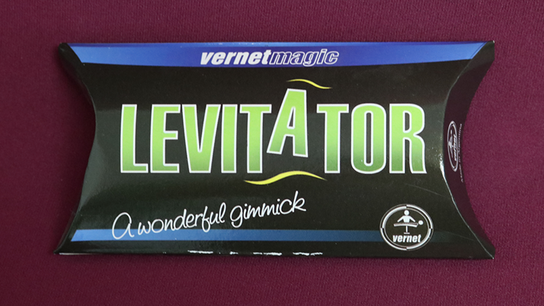 vernetmagic
LEVITATOR
A wonderful gimmick
vernet